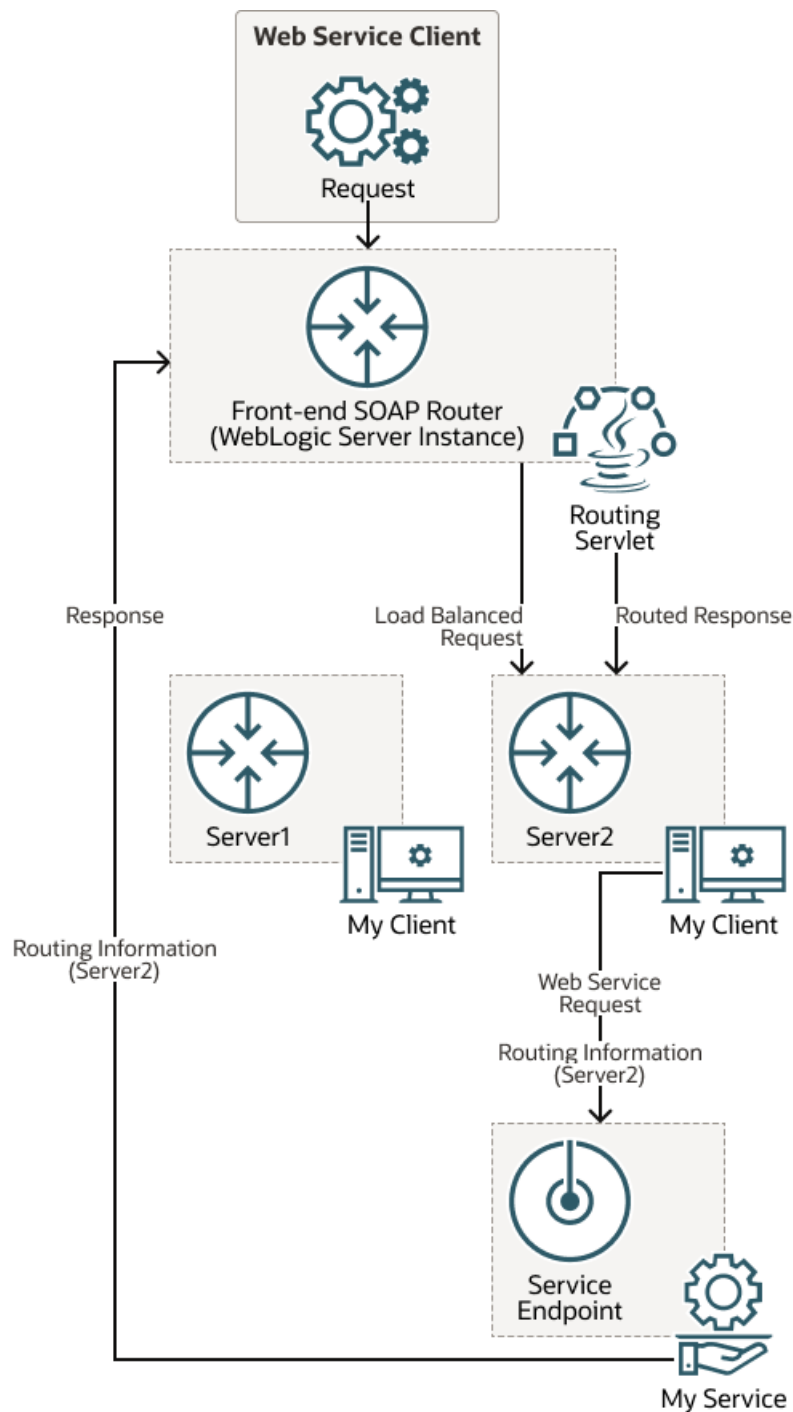 Web Service Client
Request
Front-end SOAP Router
(WebLogic Server Instance)
Routing
Servlet
Response
Load Balanced
Request
Routed Response
Server1
My Client
Server2
My Client
Routing Information
(Server2)
Web Service
Request
Routing Information
(Server2)
Service
Endpoint
My Service